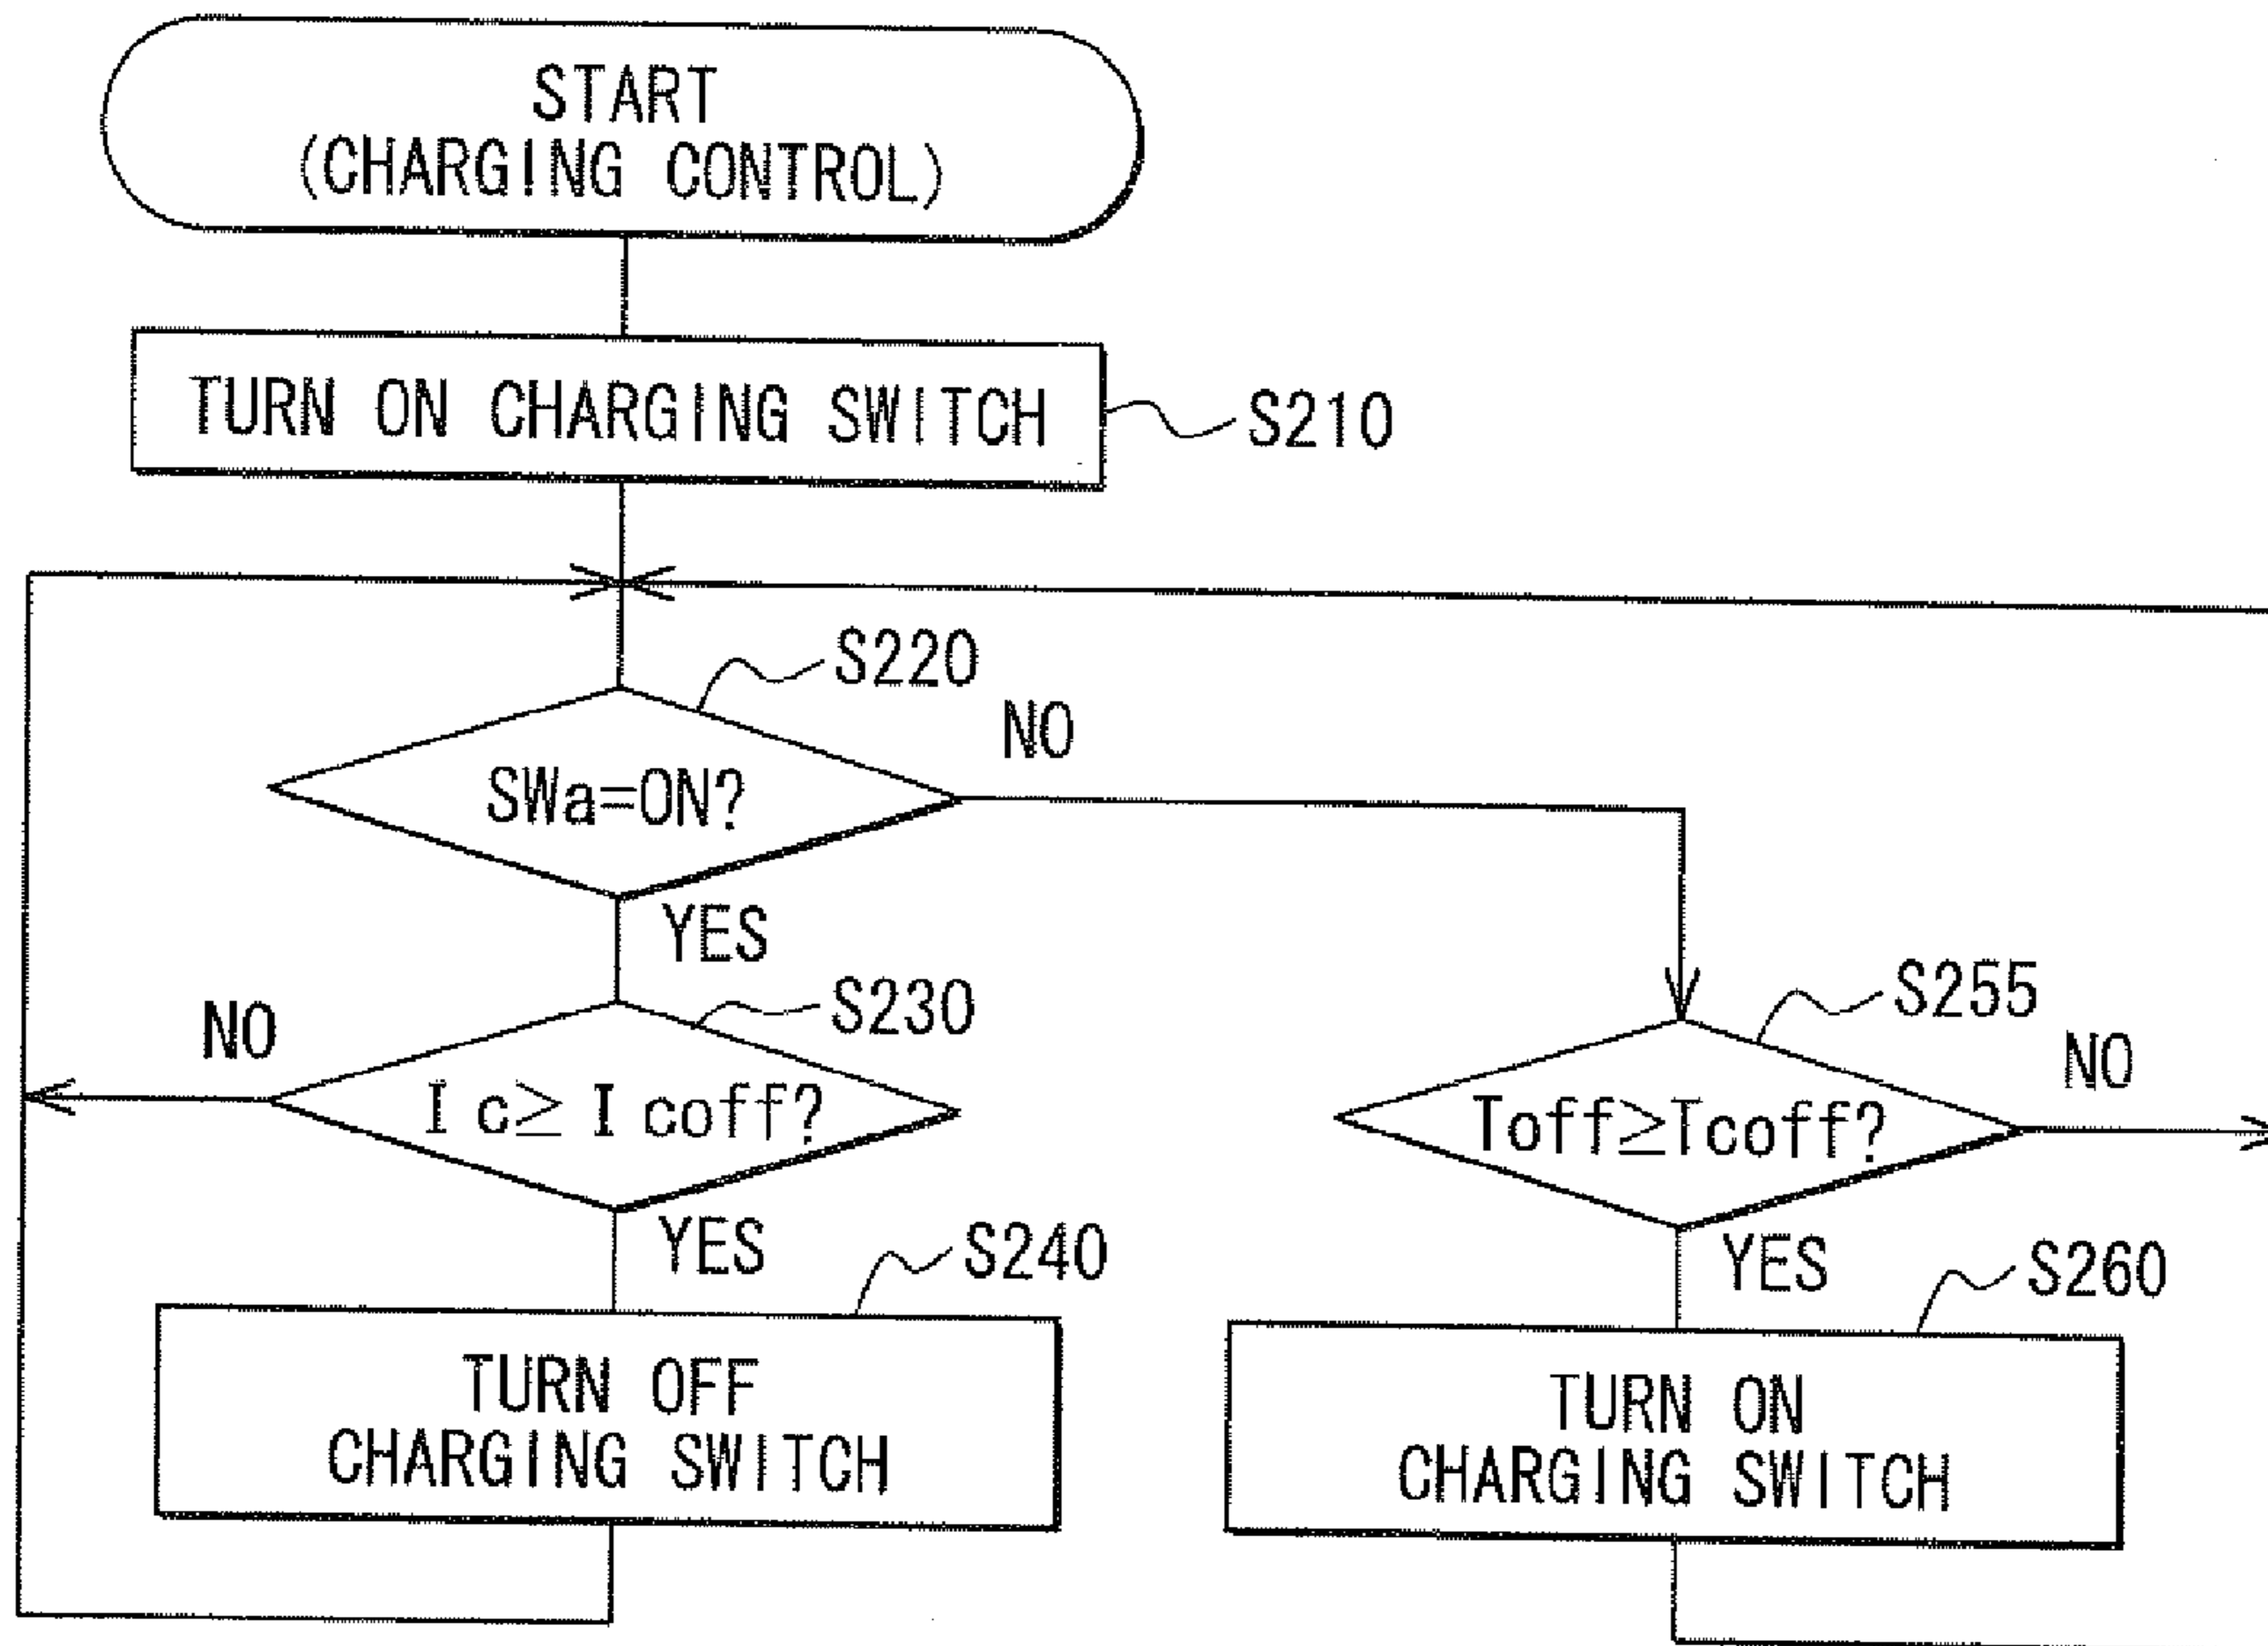 START
(CHARGING CONTROL)
TURN ON CHARGING SWITCH
S210
S220
NO
SWa=ON?
YES
S230
NO
Ic≥Icoff?
YES
S240
TURN OFF
CHARGING SWITCH
S255
NO
Toff≥Tcoff?
YES
S260
TURN ON
CHARGING SWITCH